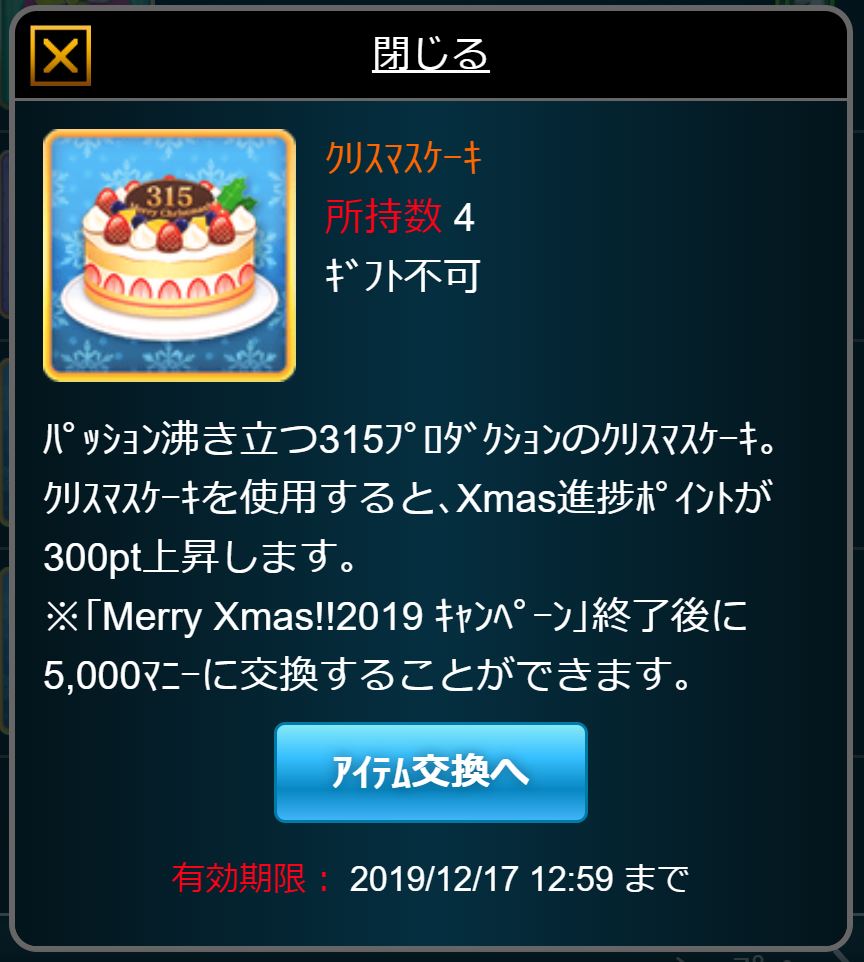 閉じる
315
Merry Christmas
ｸﾘｽﾏｽｹｰｷ
所持数 4
ｷﾞﾌﾄ不可
ﾊﾟｯｼｮﾝ沸き立つ315ﾌﾟﾛﾀﾞｸｼｮﾝのｸﾘｽﾏｽｹｰｷ｡
ｸﾘｽﾏｽｹｰｷを使用すると､Xmas進捗ﾎﾟｲﾝﾄが
300pt上昇します。
※｢Merry Xmas!!2019 ｷｬﾝﾍﾟｰﾝ｣終了後に
5,000ﾏﾆｰに交換することができます。
ｱｲﾃﾑ交換へ
有効期限： 2019/12/17 12:59 まで